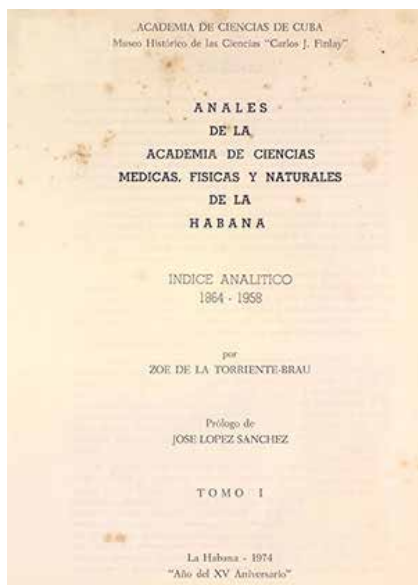 ACADEMIA DE CIENCIAS DE CUBA
Museo Histórico de las Ciencias "Carlos J. Finlay"
ANALES
DE LA
ACADEMIA DE CIENCIAS
MEDICAS, FISICAS Y NATURALES
DE LA
HABANA
INDICE ANALITICO
1864 - 1958
por
ZOE DE LA TORRIENTE-BRAU
Prólogo de
JOSE LOPEZ SANCHEZ
TOMO I
La Habana - 1974
"Año del XV Aniversario"